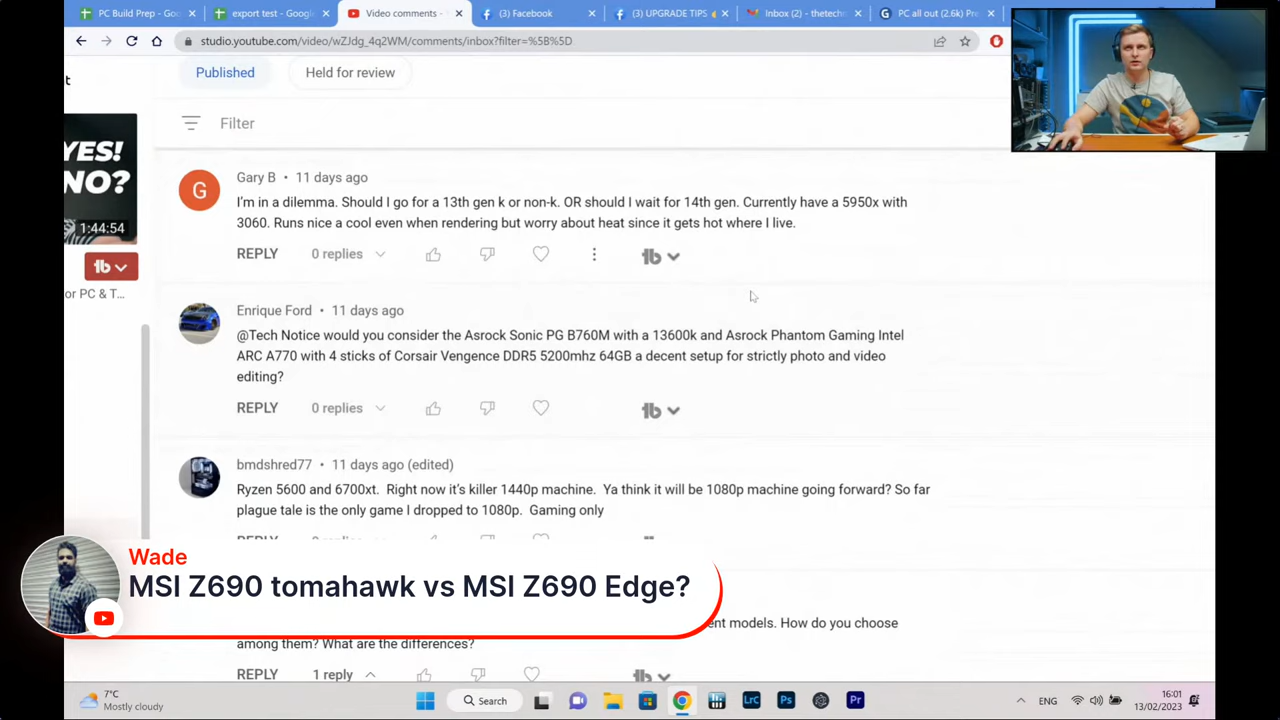 PC Build Prep - Goo
export test - Google
Video comments -
(3) Facebook
(3) UPGRADE TIPS
Inbox (2) - thetechn
PC all out (2.6k) Pre
studio.youtube.com/video/wZJdg_4q2WM/comments/inbox?filter=%5B%5D
t
Published
Held for review
Filter
YES!
NO?
1:44:54
or PC & T...
G
Gary B • 11 days ago
I'm in a dilemma. Should I go for a 13th gen k or non-k. OR should I wait for 14th gen. Currently have a 5950x with
3060. Runs nice a cool even when rendering but worry about heat since it gets hot where I live.
REPLY
0 replies
Enrique Ford • 11 days ago
@Tech Notice would you consider the Asrock Sonic PG B760M with a 13600k and Asrock Phantom Gaming Intel
ARC A770 with 4 sticks of Corsair Vengence DDR5 5200mhz 64GB a decent setup for strictly photo and video
editing?
REPLY
0 replies
bmdshred77 • 11 days ago (edited)
Ryzen 5600 and 6700xt. Right now it's killer 1440p machine. Ya think it will be 1080p machine going forward? So far
plague tale is the only game I dropped to 1080p. Gaming only
Wade
MSI Z690 tomahawk vs MSI Z690 Edge?
ent models. How do you choose
among them? What are the differences?
REPLY
1 reply
7°C
Mostly cloudy
Search
LrC
Ps
Pr
ENG
16:01
13/02/2023